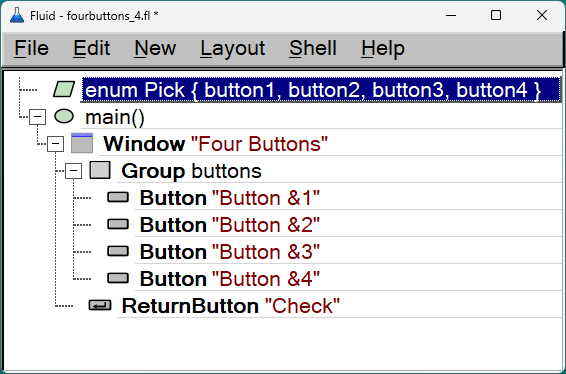 Fluid - fourbuttons_4.fl *
File Edit New Layout Shell Help
enum Pick { button1, button2, button3, button4 }
main()
Window "Four Buttons"
Group buttons
Button "Button &1"
Button "Button &2"
Button "Button &3"
Button "Button &4"
ReturnButton "Check"